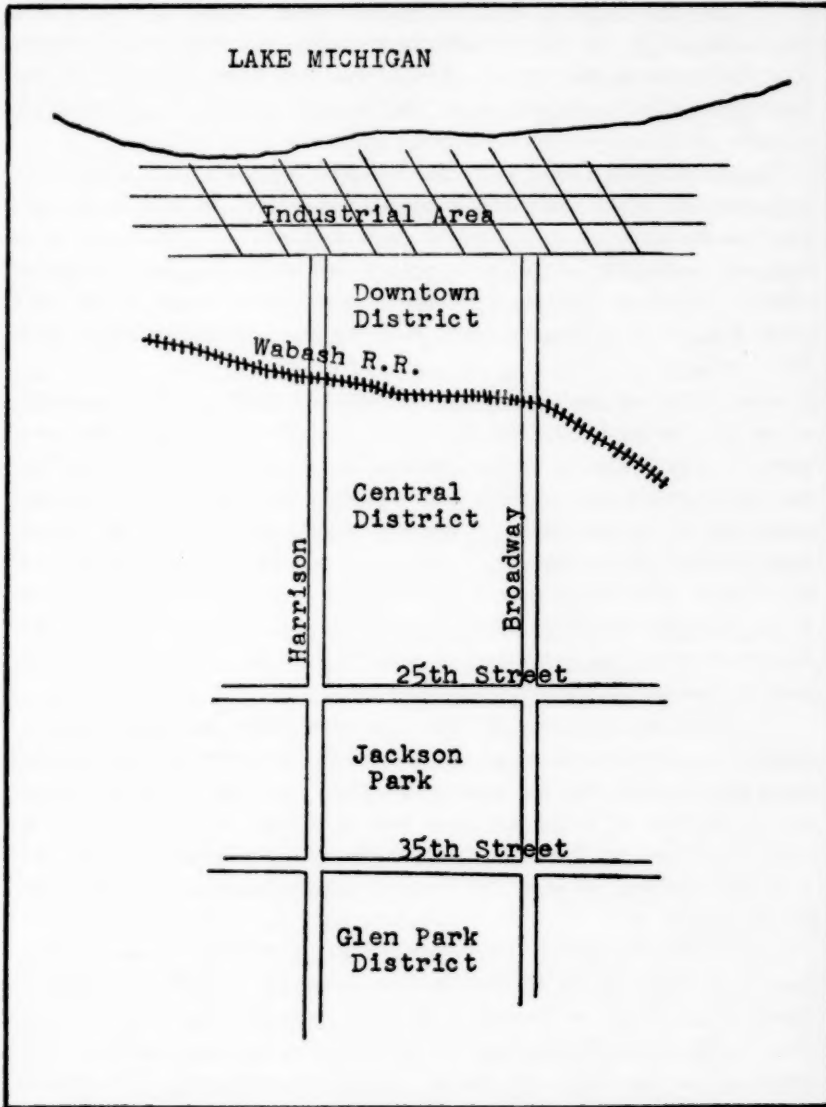 LAKE MICHIGAN
Industrial Area
Downtown
District
Wabash R.R.
Central
District
Harrison
Broadway
25th Street
Jackson
Park
35th Street
Glen Park
District